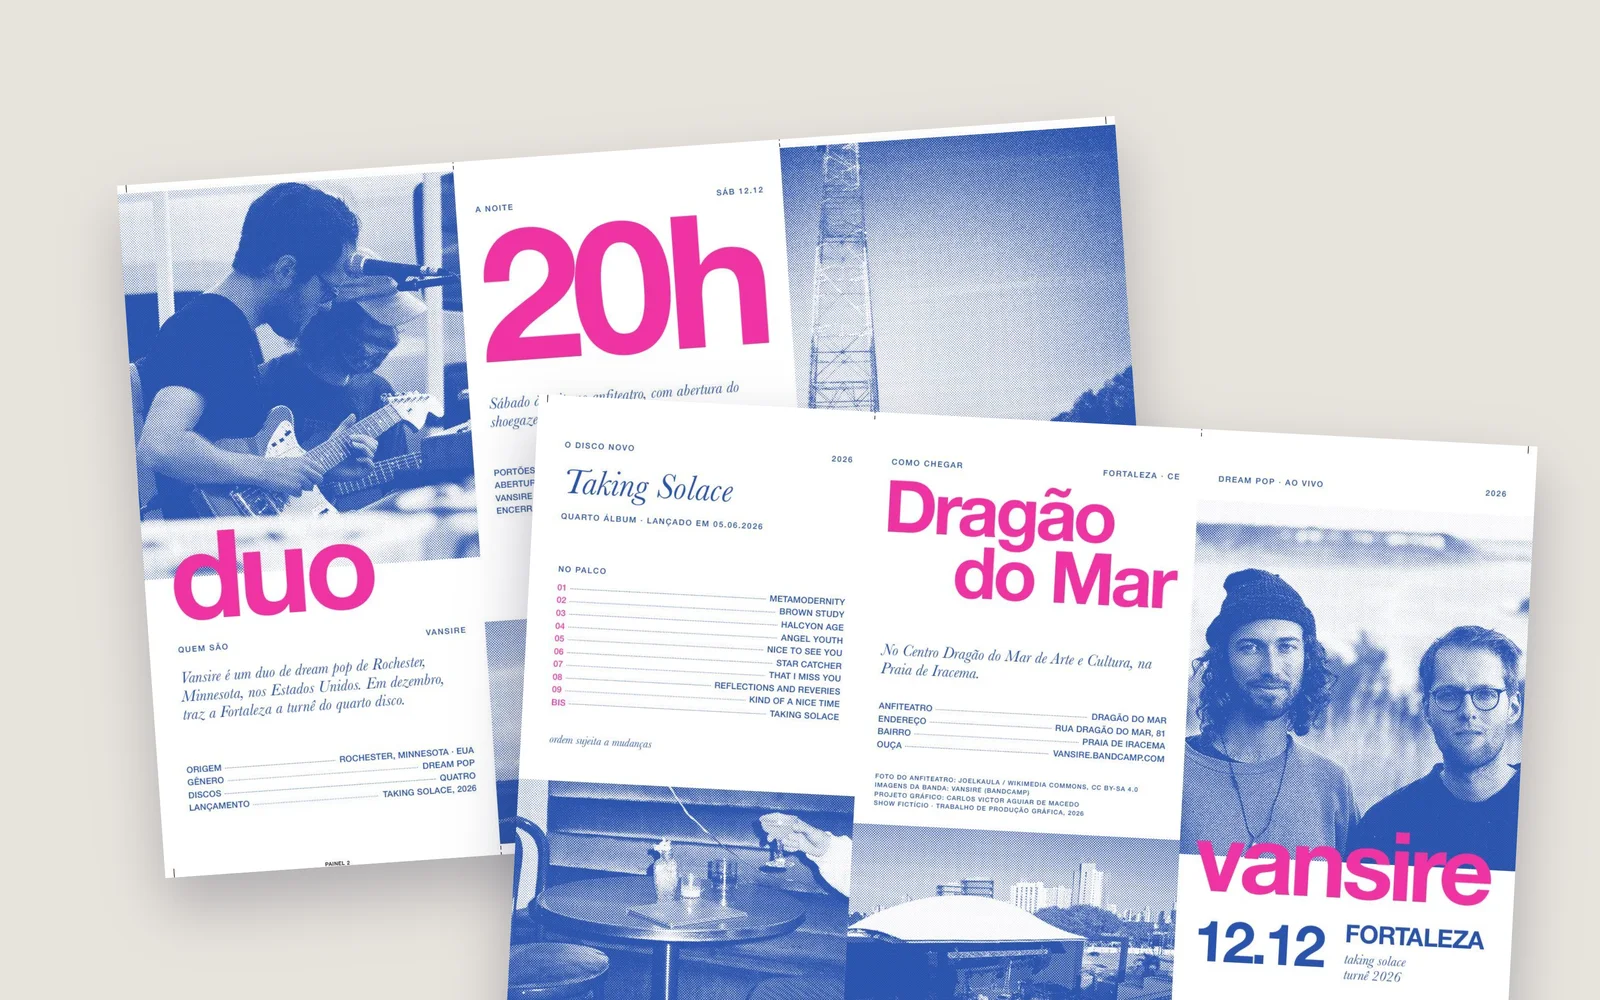 A NOITE
SÁB 12.12
20h
Sábado anfiteatro, com abertura do
shoegaze
PORTÕES
ABERTUR
VANSIRE
ENCERR
duo
QUEM SÃO
VANSIRE
Vansire é um duo de dream pop de Rochester,
Minnesota, nos Estados Unidos. Em dezembro,
traz a Fortaleza a turnê do quarto disco.
ORIGEM ROCHESTER, MINNESOTA · EUA
GÊNERO DREAM POP
DISCOS QUATRO
LANÇAMENTO TAKING SOLACE, 2026
PAINEL 2
O DISCO NOVO
2026
Taking Solace
QUARTO ÁLBUM · LANÇADO EM 05.06.2026
NO PALCO
01 METAMODERNITY
02 BROWN STUDY
03 HALCYON AGE
04 ANGEL YOUTH
05 NICE TO SEE YOU
06 STAR CATCHER
07 THAT I MISS YOU
08 REFLECTIONS AND REVERIES
09 KIND OF A NICE TIME
BIS TAKING SOLACE
ordem sujeita a mudanças
COMO CHEGAR
FORTALEZA · CE
Dragão
do Mar
No Centro Dragão do Mar de Arte e Cultura, na
Praia de Iracema.
ANFITEATRO DRAGÃO DO MAR
ENDEREÇO RUA DRAGÃO DO MAR, 81
BAIRRO PRAIA DE IRACEMA
OUÇA VANSIRE.BANDCAMP.COM
FOTO DO ANFITEATRO: JOELKAULA / WIKIMEDIA COMMONS, CC BY-SA 4.0
IMAGENS DA BANDA: VANSIRE (BANDCAMP)
PROJETO GRÁFICO: CARLOS VICTOR AGUIAR DE MACEDO
SHOW FICTÍCIO · TRABALHO DE PRODUÇÃO GRÁFICA, 2026
DREAM POP · AO VIVO
2026
vansire
12.12
FORTALEZA
taking solace
turnê 2026